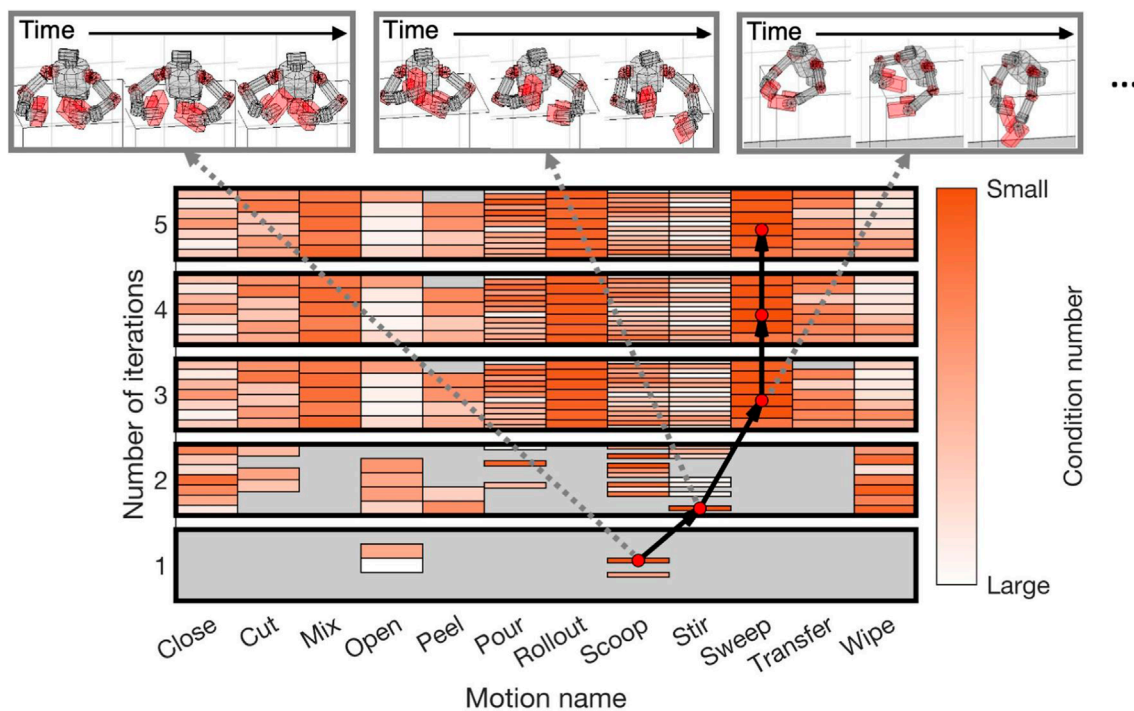 Time
Time
Time
...
Number of iterations
5
4
3
2
1
Small
Condition number
Large
Close
Cut
Mix
Open
Peel
Pour
Rollout
Scoop
Stir
Sweep
Transfer
Wipe
Motion name